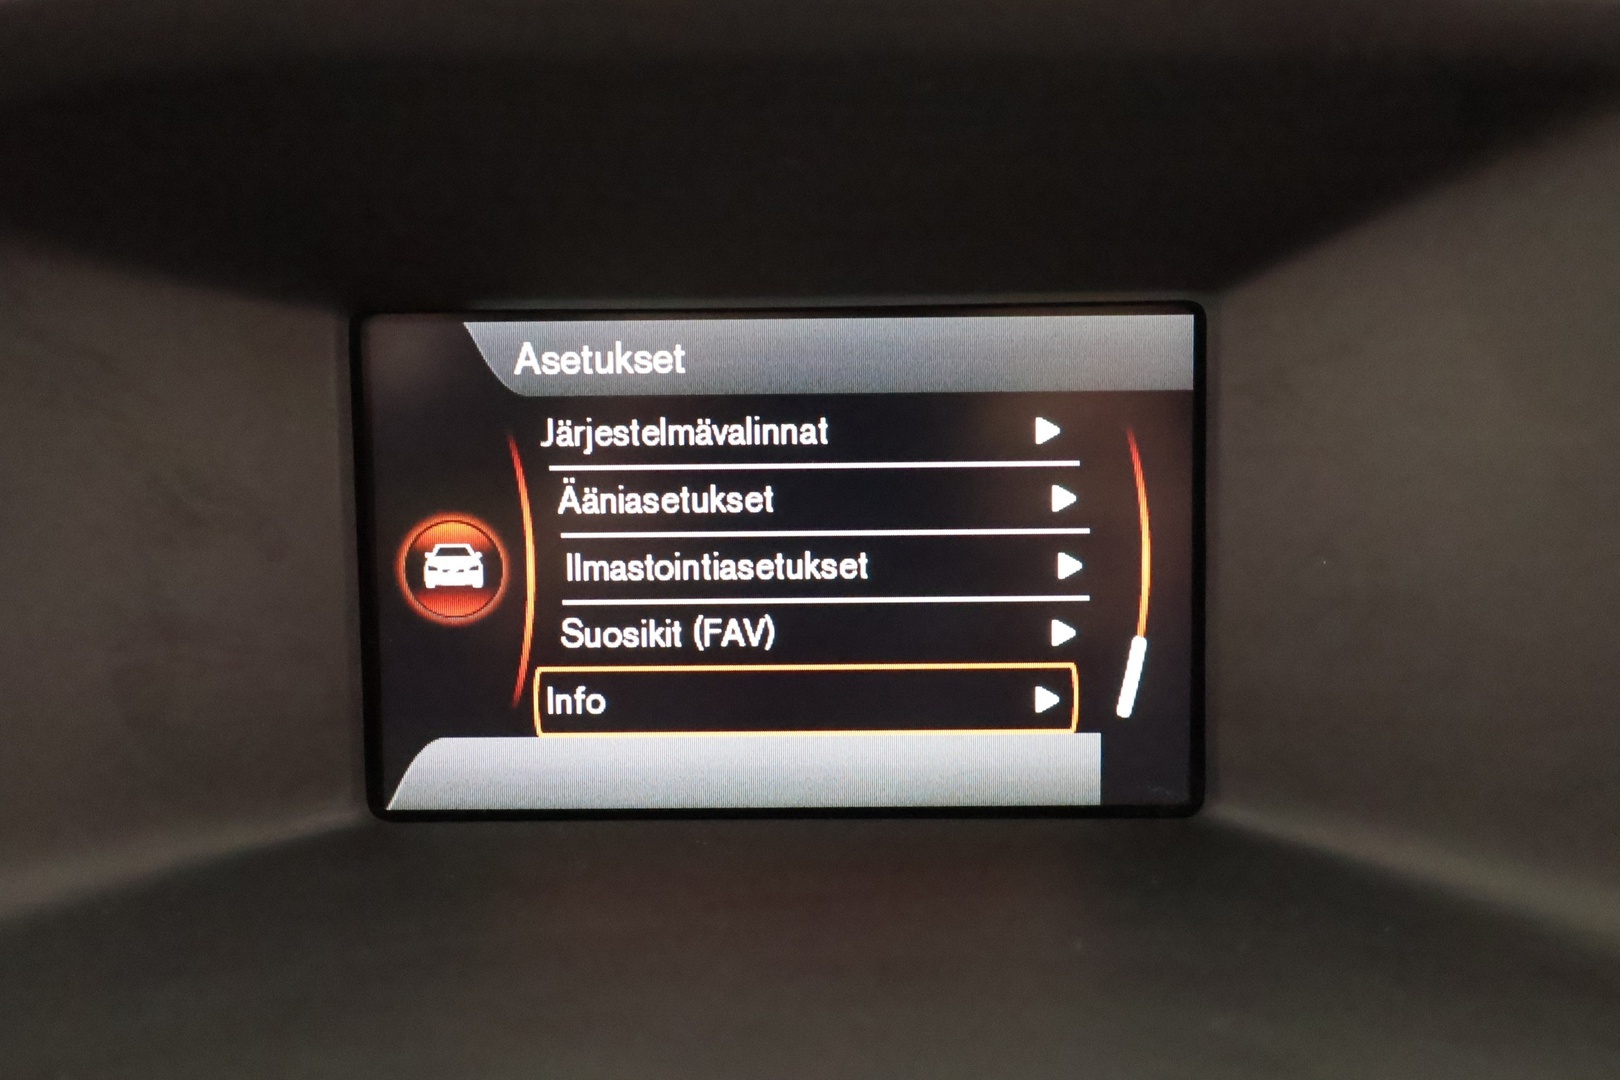 Asetukset
Järjestelmävalinnat
Ääniasetukset
Ilmastointiasetukset
Suosikit (FAV)
Info